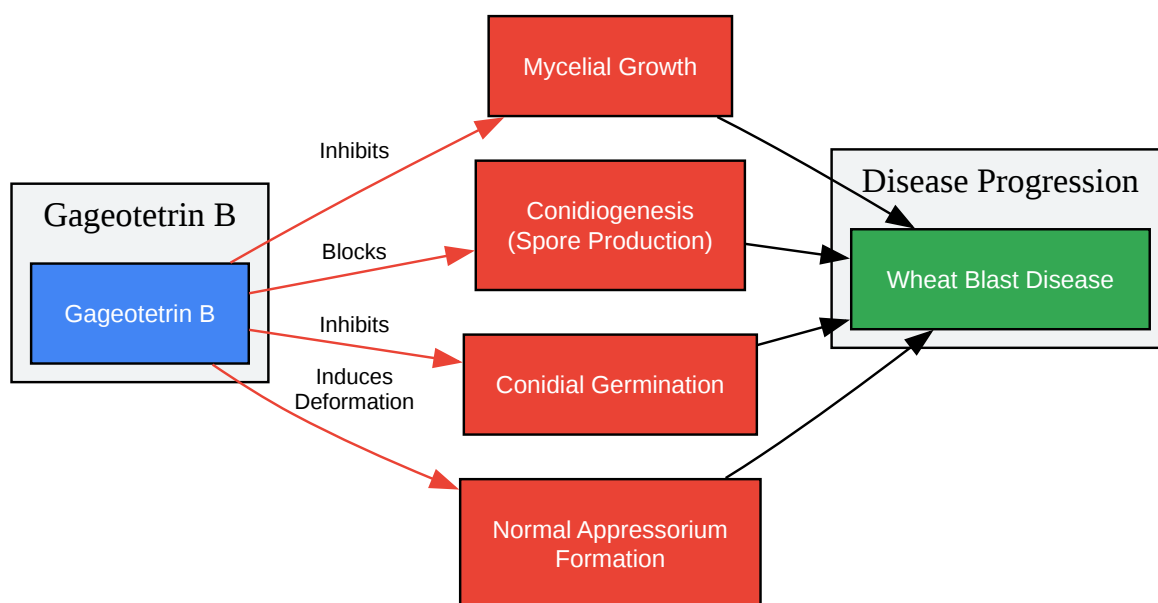 Mycelial Growth
Inhibits
Gageotetrin B
Gageotetrin B
Conidiogenesis
(Spore Production)
Blocks
Disease Progression
Wheat Blast Disease
Inhibits
Conidial Germination
Induces
Deformation
Normal Appressorium
Formation